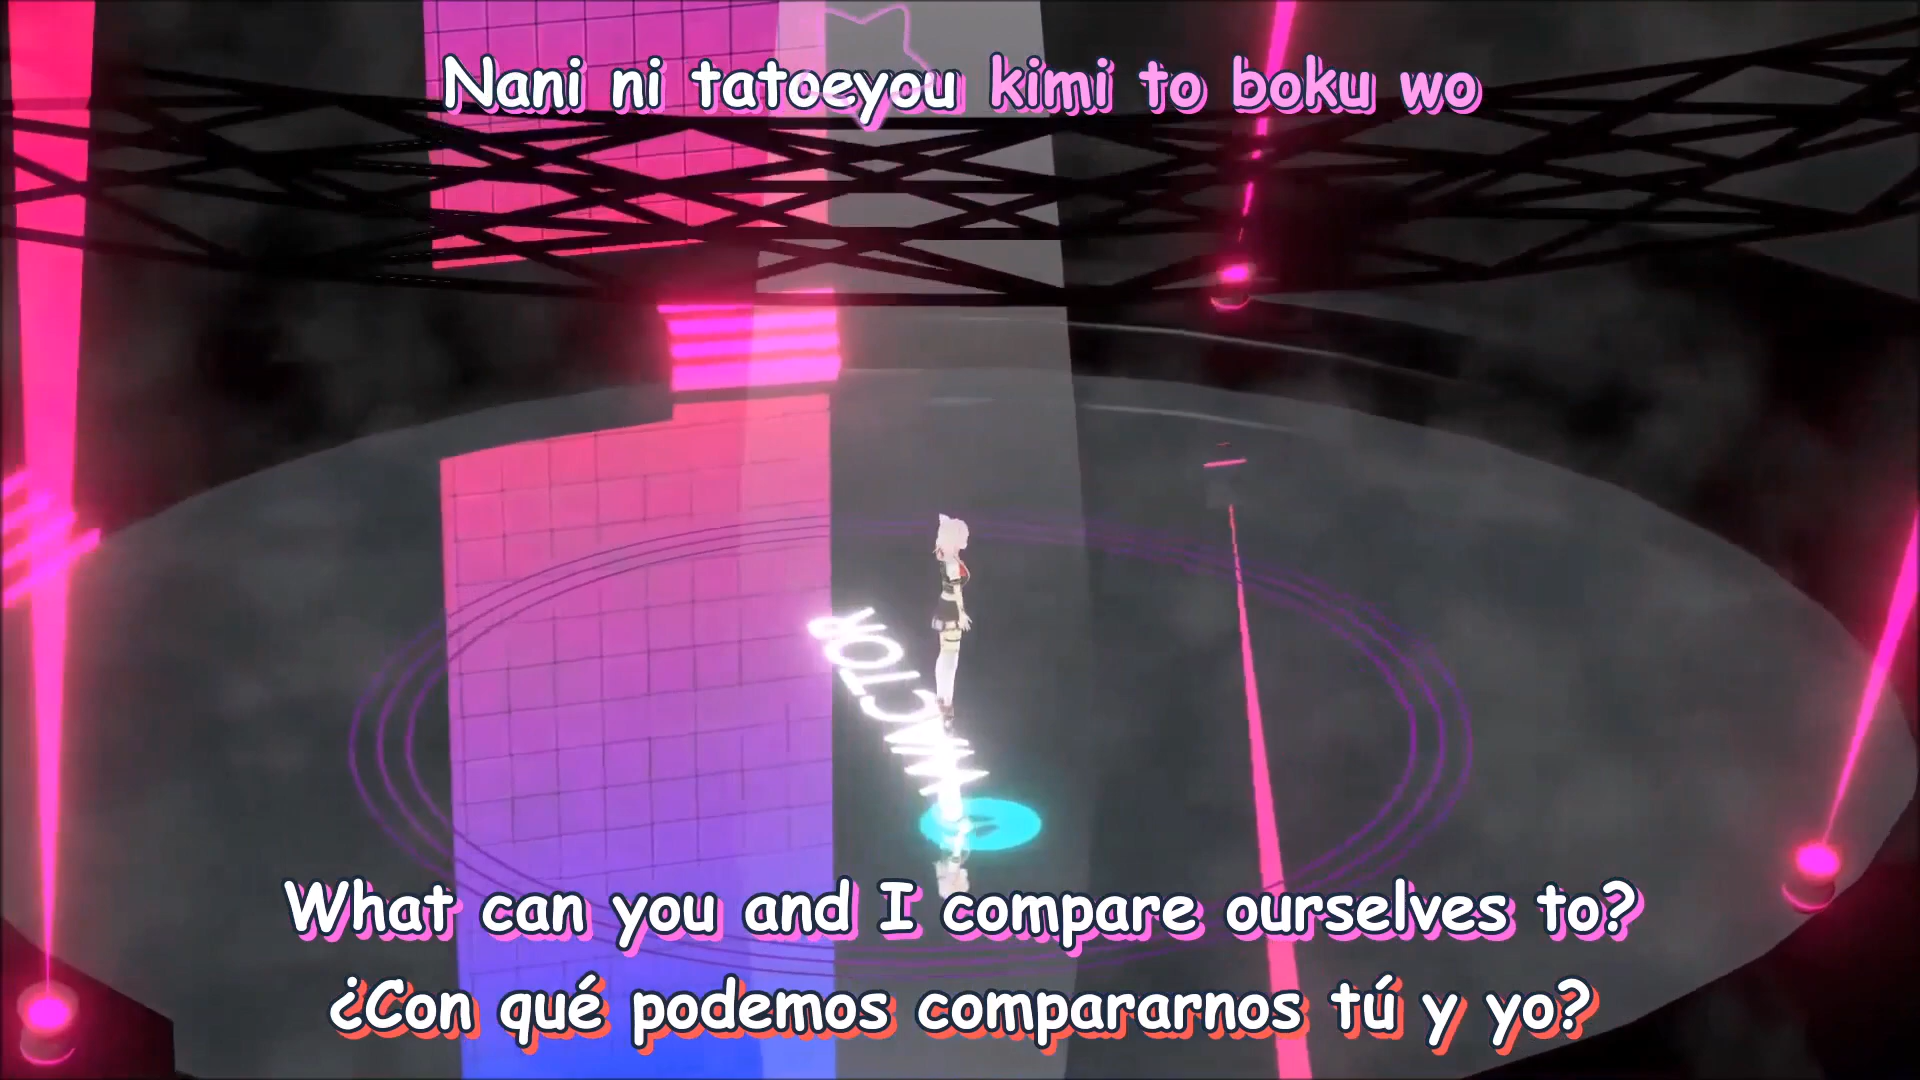 Nani ni tatoeyou kimi to boku wo
What can you and I compare ourselves to?
¿Con qué podemos compararnos tú y yo?